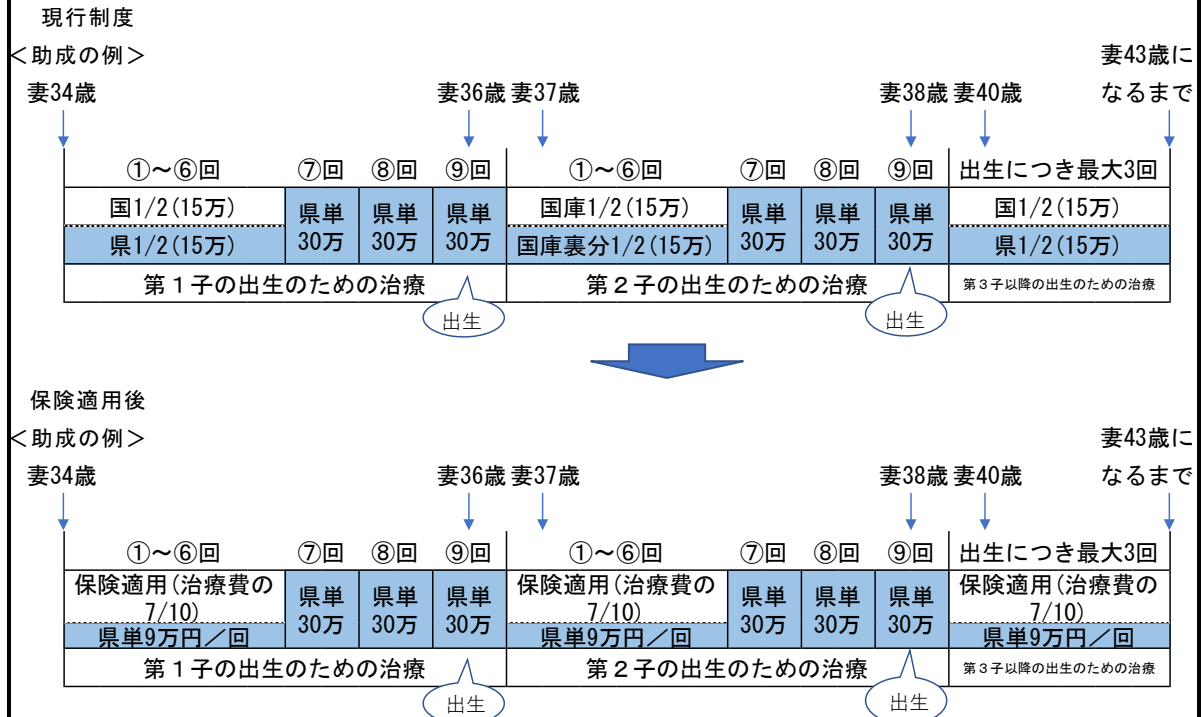 現行制度
<助成の例>
妻34歳
妻36歳
妻37歳
妻38歳
妻40歳
妻43歳に
なるまで
①~⑥回
⑦回
⑧回
⑨回
①~⑥回
⑦回
⑧回
⑨回
出生につき最大3回
国1/2(15万)
県1/2(15万)
県単
30万
県単
30万
県単
30万
国庫1/2(15万)
国庫裏分1/2(15万)
県単
30万
県単
30万
県単
30万
国1/2(15万)
県1/2(15万)
第1子の出生のための治療
第2子の出生のための治療
第3子以降の出生のための治療
出生
出生
保険適用後
<助成の例>
妻34歳
妻36歳
妻37歳
妻38歳
妻40歳
妻43歳に
なるまで
①~⑥回
⑦回
⑧回
⑨回
①~⑥回
⑦回
⑧回
⑨回
出生につき最大3回
保険適用(治療費の
7/10)
県単9万円/回
県単
30万
県単
30万
県単
30万
保険適用(治療費の
7/10)
県単9万円/回
県単
30万
県単
30万
県単
30万
保険適用(治療費の
7/10)
県単9万円/回
第1子の出生のための治療
第2子の出生のための治療
第3子以降の出生のための治療
出生
出生